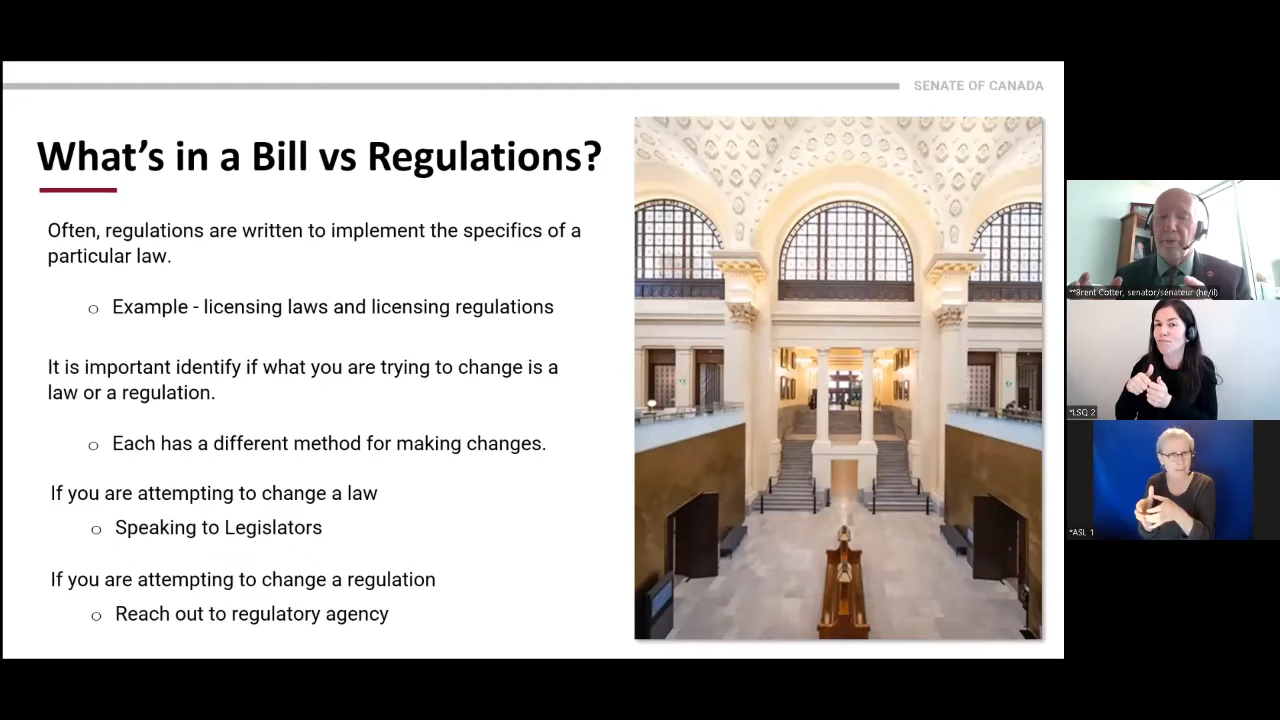 SENATE OF CANADA
What's in a Bill vs Regulations?
Often, regulations are written to implement the specifics of a
particular law.
o Example - licensing laws and licensing regulations
It is important identify if what you are trying to change is a
law or a regulation.
o Each has a different method for making changes.
If you are attempting to change a law
o Speaking to Legislators
If you are attempting to change a regulation
o Reach out to regulatory agency
**Brent Cotter, senator/sénateur (he/il)
*LSQ 2
*ASL 1